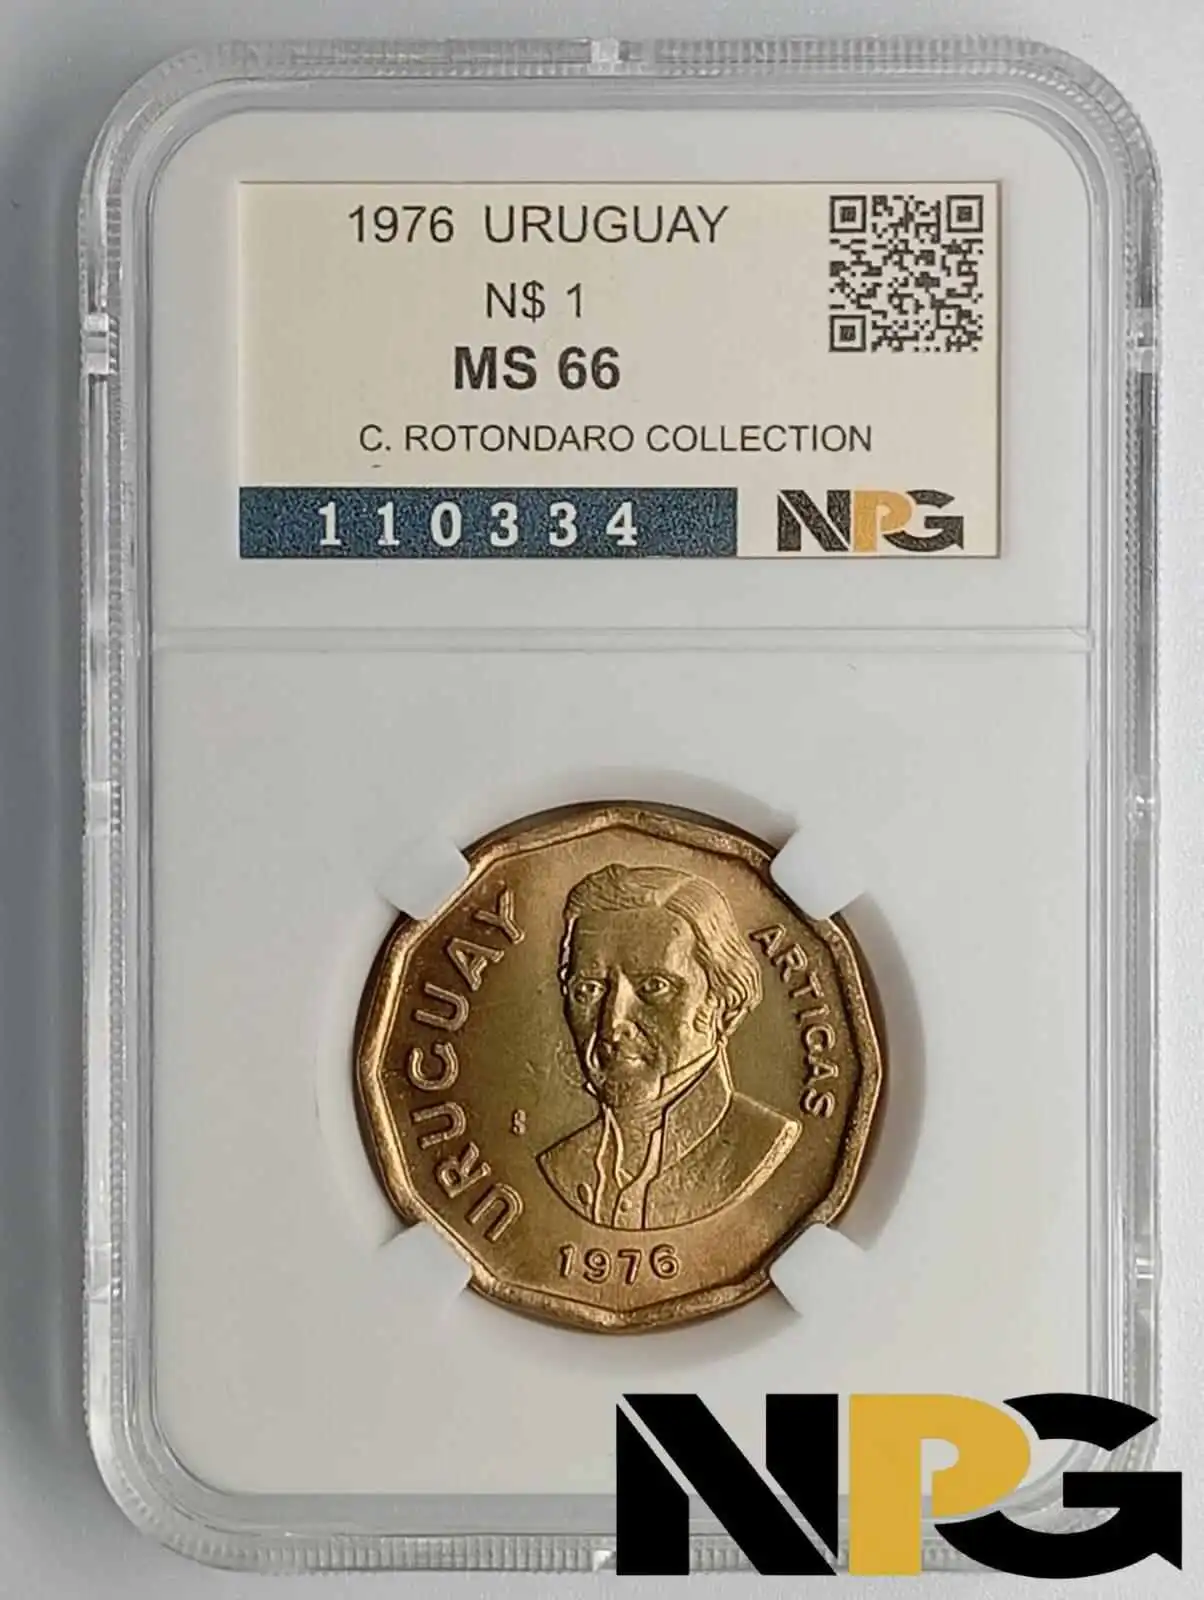 1976 URUGUAY
N$ 1
MS 66
C. ROTONDARO COLLECTION
110334
NPG
URUGUAY
ARTIGAS
S
1976
NPG